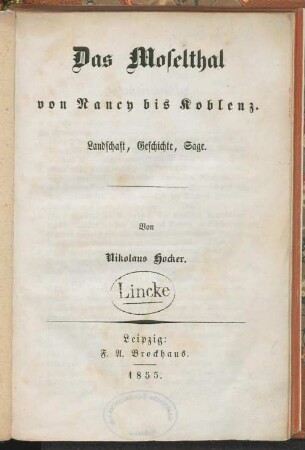 Das Moselthal
von Nancy bis Koblenz.
Landschaft, Geschichte, Sage.
Von
Nikolaus Hocker.
Lincke
Leipzig:
F. A. Brockhaus.
1855.